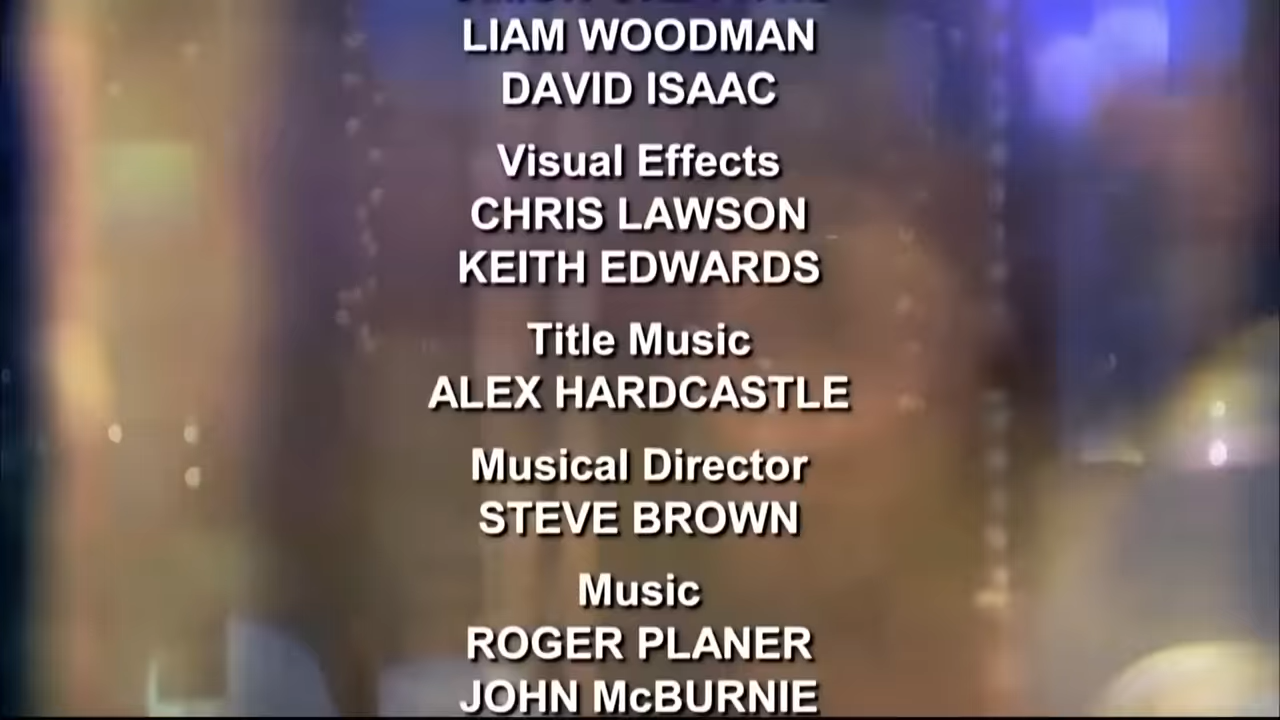 LIAM WOODMAN
DAVID ISAAC
Visual Effects
CHRIS LAWSON
KEITH EDWARDS
Title Music
ALEX HARDCASTLE
Musical Director
STEVE BROWN
Music
ROGER PLANER
JOHN McBURNIE